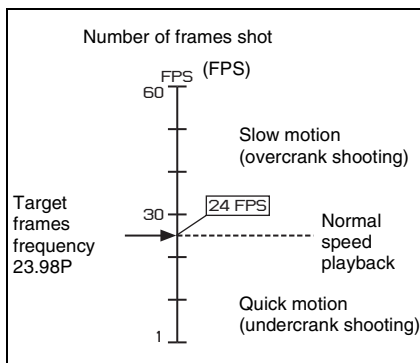 Number of frames shot
(FPS)
FPS
60
Slow motion
(overcrank shooting)
Target
frames
frequency
23.98P
30
24 FPS
Normal
speed
playback
Quick motion
(undercrank shooting)
1